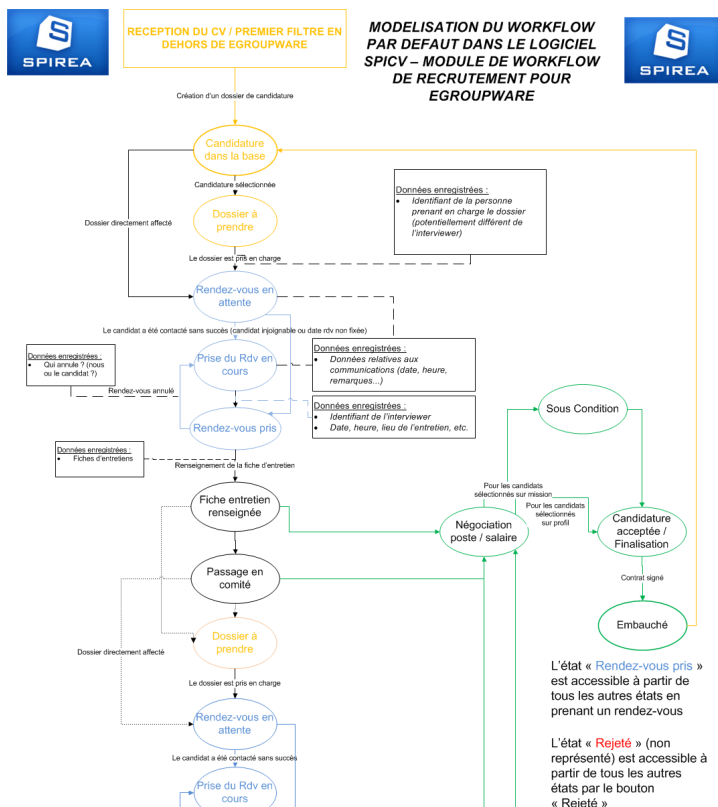 SPIREA
RECEPTION DU CV / PREMIER FILTRE EN
DEHORS DE EGROUPWARE
MODELISATION DU WORKFLOW
PAR DEFAUT DANS LE LOGICIEL
SPICV – MODULE DE WORKFLOW
DE RECRUTEMENT POUR
EGROUPWARE
SPIREA
Création d'un dossier de candidature
Candidature
dans la base
Candidature sélectionnée
Données enregistrées :
• Identifiant de la personne
prenant en charge le dossier
(potentiellement différent de
l'interviewer)
Dossier à
prendre
Dossier directement affecté
Le dossier est pris en charge
Rendez-vous en
attente
Le candidat a été contacté sans succès (candidat injoignable ou date rdv non fixée)
Données enregistrées :
• Qui annule ? (nous
ou le candidat ?)
Prise du Rdv en
cours
Données enregistrées :
• Données relatives aux
communications (date, heure,
remarques...)
Rendez-vous annulé
Données enregistrées :
• Identifiant de l'interviewer
• Date, heure, lieu de l'entretien, etc.
Rendez-vous pris
Sous Condition
Données enregistrées :
• Fiches d'entretiens
Renseignement de la fiche d'entretien
Fiche entretien
renseignée
Pour les candidats
sélectionnés sur mission
Pour les candidats
sélectionnés
sur profil
Négociation
poste / salaire
Candidature
acceptée /
Finalisation
Passage en
comité
Contrat signé
Embauché
Dossier à
prendre
Dossier directement affecté
Le dossier est pris en charge
Rendez-vous en
attente
Le candidat a été contacté sans succès
Prise du Rdv en
cours
L'état « Rendez-vous pris »
est accessible à partir de
tous les autres états en
prenant un rendez-vous
L'état « Rejeté » (non
représenté) est accessible à
partir de tous les autres
états par le bouton
« Rejeté »